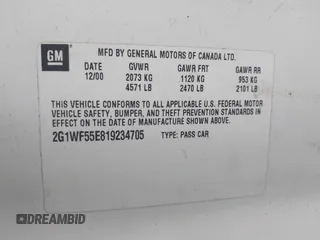 GM
MFD BY GENERAL MOTORS OF CANADA LTD.
DATE GVWR GAWR FRT GAWR RR
12/00 2073 KG 1120 KG 953 KG
4571 LB 2470 LB 2101 LB
THIS VEHICLE CONFORMS TO ALL APPLICABLE U.S. FEDERAL MOTOR
VEHICLE SAFETY, BUMPER, AND THEFT PREVENTION STANDARDS
IN EFFECT ON THE DATE OF MANUFACTURE SHOWN ABOVE.
2G1WF55E819234705 TYPE: PASS CAR
©Autohelperbot.com